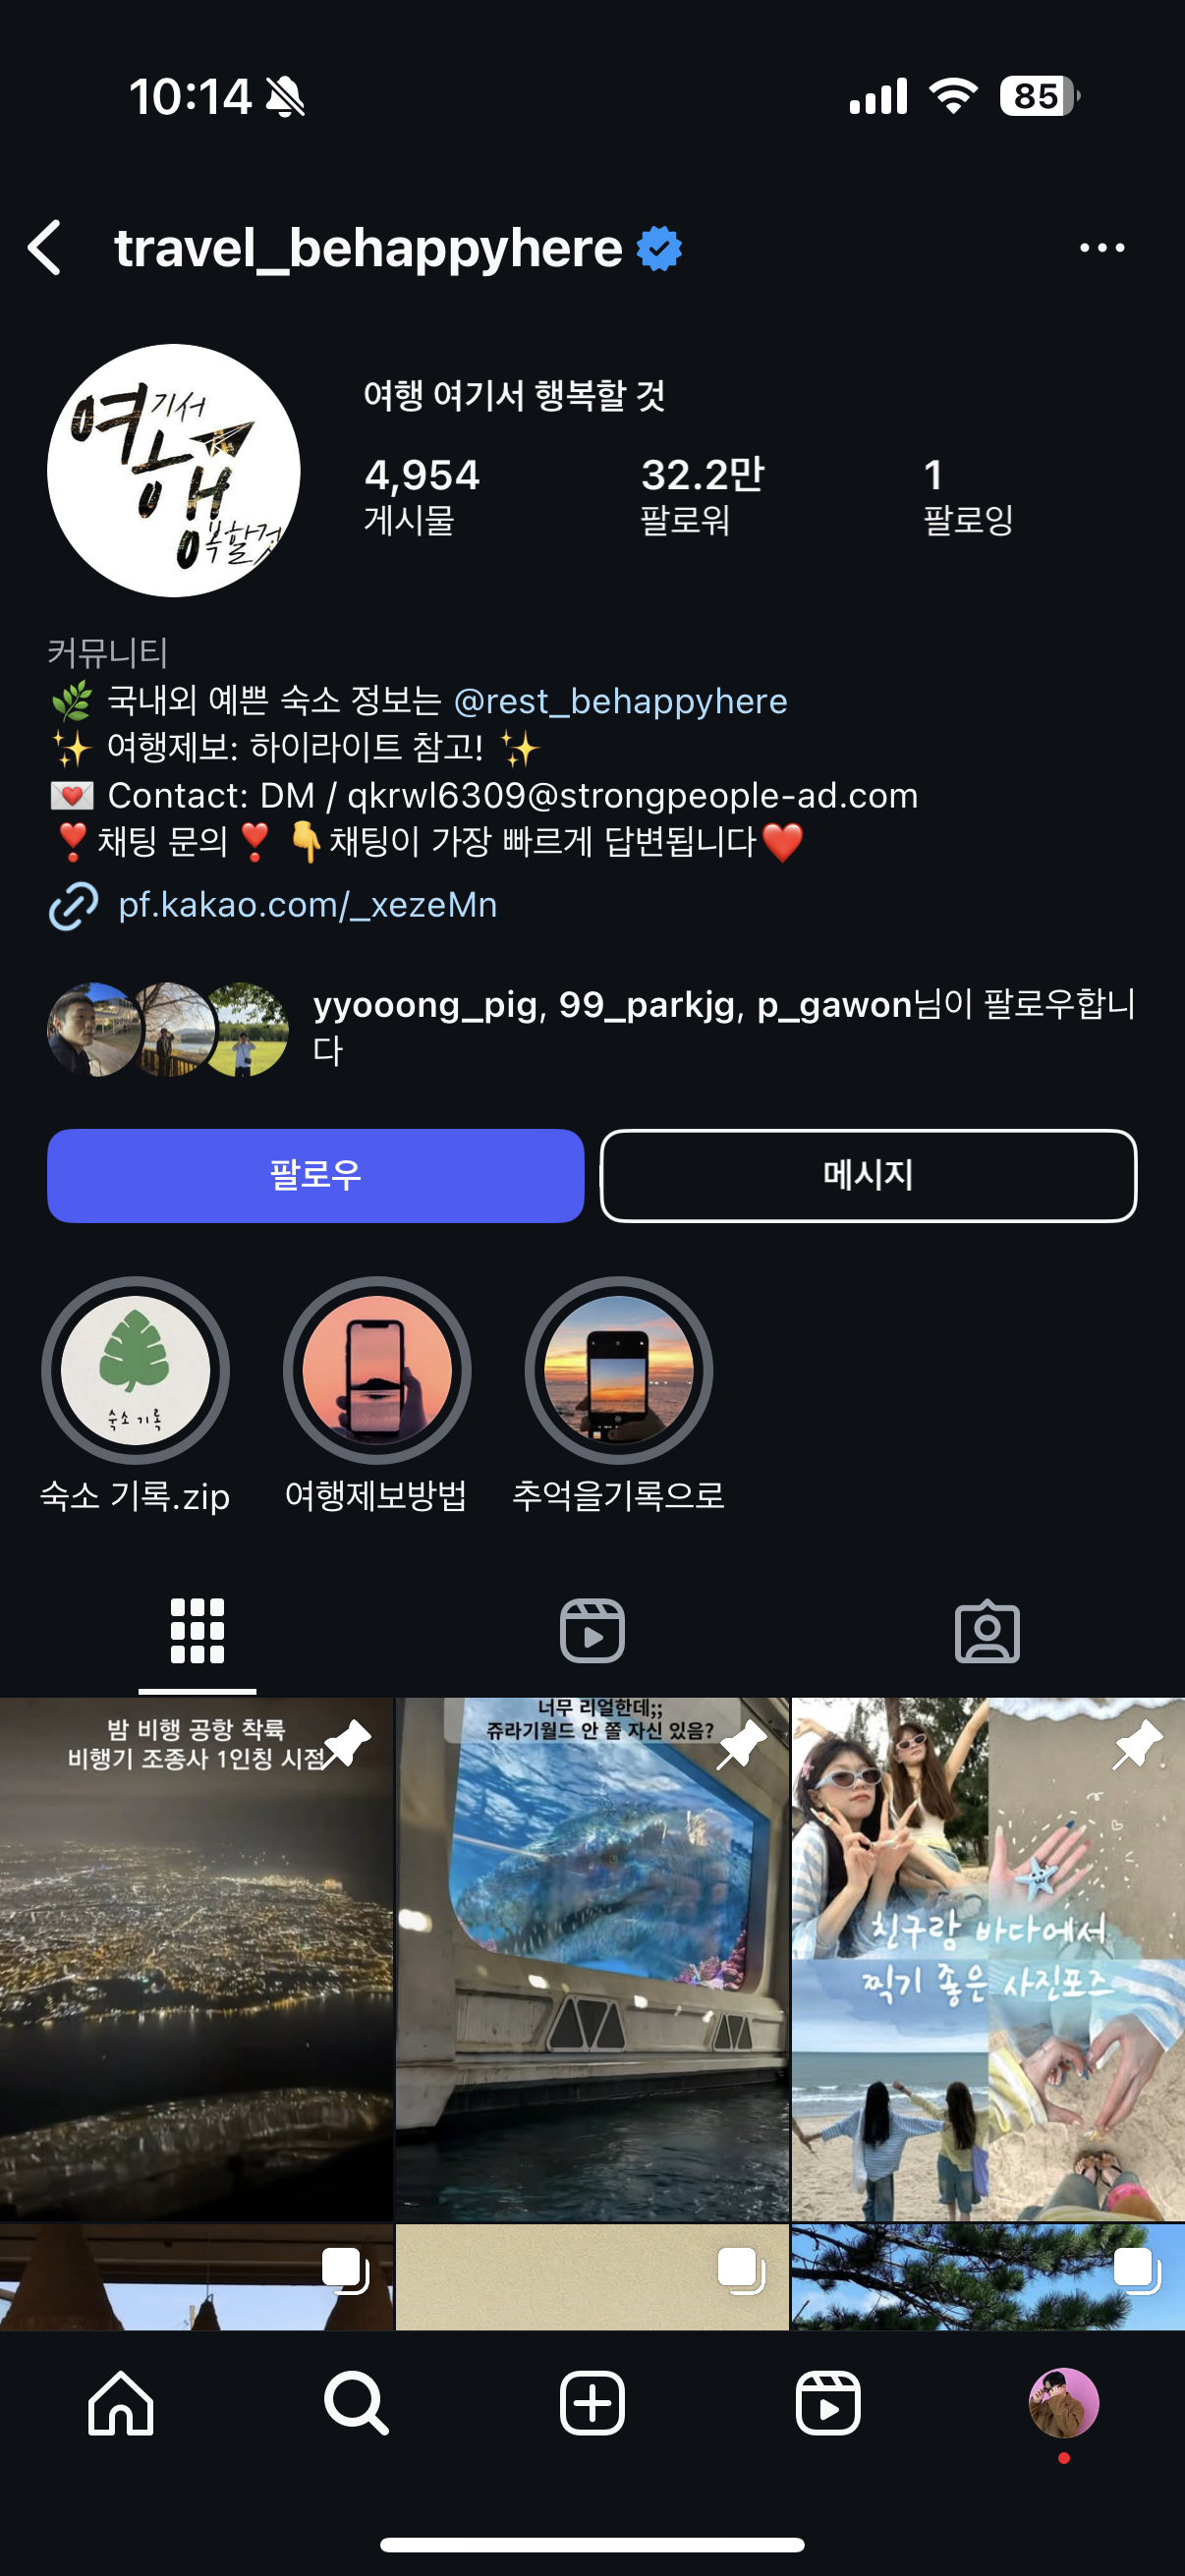 10:14
85
travel_behappyhere
여기서
행
복할것
여행 여기서 행복할 것
4,954
32.2만
1
게시물
팔로워
팔로잉
커뮤니티
🌿 국내외 예쁜 숙소 정보는 @rest_behappyhere
✨ 여행제보: 하이라이트 참고! ✨
💌 Contact: DM / qkrwl6309@strongpeople-ad.com
❣️채팅 문의❣️ 👇채팅이 가장 빠르게 답변됩니다❤️
pf.kakao.com/_xezeMn
yyooong_pig, 99_parkjg, p_gawon님이 팔로우합니
다
팔로우
메시지
숙소 기록
숙소 기록.zip
여행제보방법
추억을기록으로
밤 비행 공항 착륙
비행기 조종사 1인칭 시점
너무 리얼한데;;
쥬라기월드 안 쫄 자신 있음?
친구랑 바다에서
찍기 좋은 사진포즈